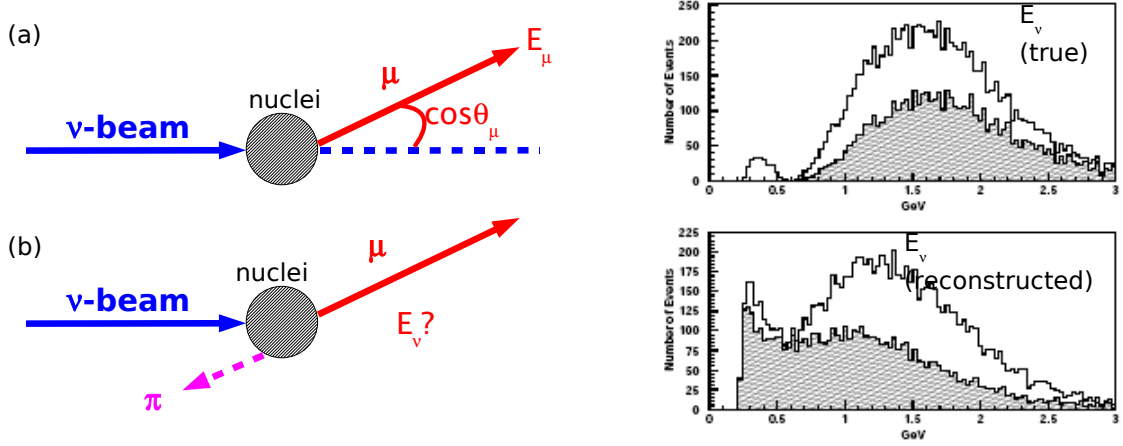 (a)
nuclei
ν-beam
μ
E_μ
cosθ_μ
(b)
nuclei
ν-beam
μ
E_ν?
π
E_ν
(true)
Number of Events
250
200
150
100
50
0
0 0.5 1 1.5 2 2.5 3
GeV
E_ν
(reconstructed)
Number of Events
225
200
175
150
125
100
75
50
25
0
0 0.5 1 1.5 2 2.5 3
GeV